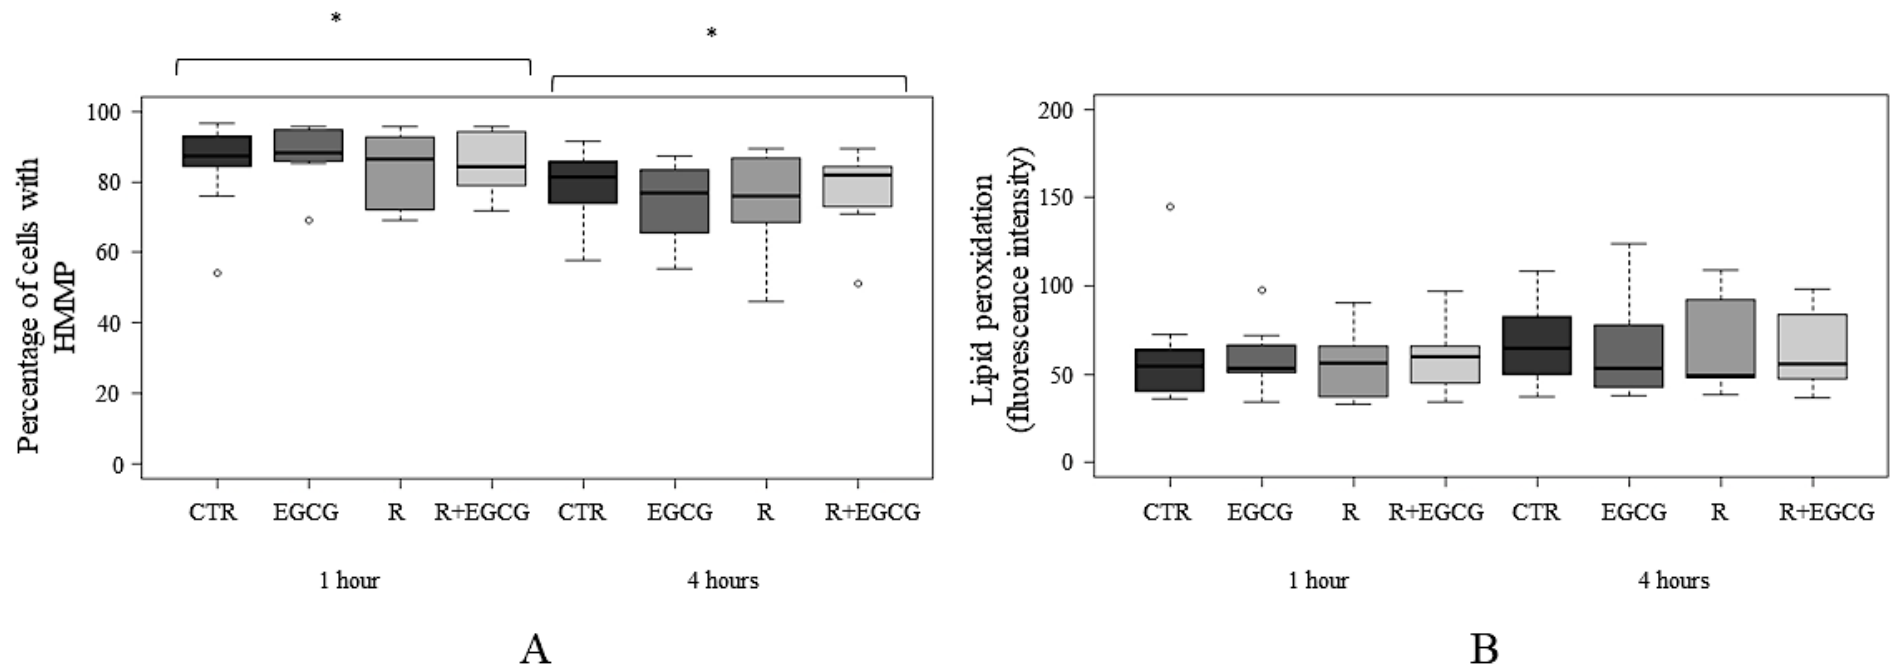 *
*
Percentage of cells with
HMMP
100
80
60
40
20
0
CTR EGCG R R+EGCG CTR EGCG R R+EGCG
1 hour 4 hours
A
Lipid peroxidation
(fluorescence intensity)
200
150
100
50
0
CTR EGCG R R+EGCG CTR EGCG R R+EGCG
1 hour 4 hours
B